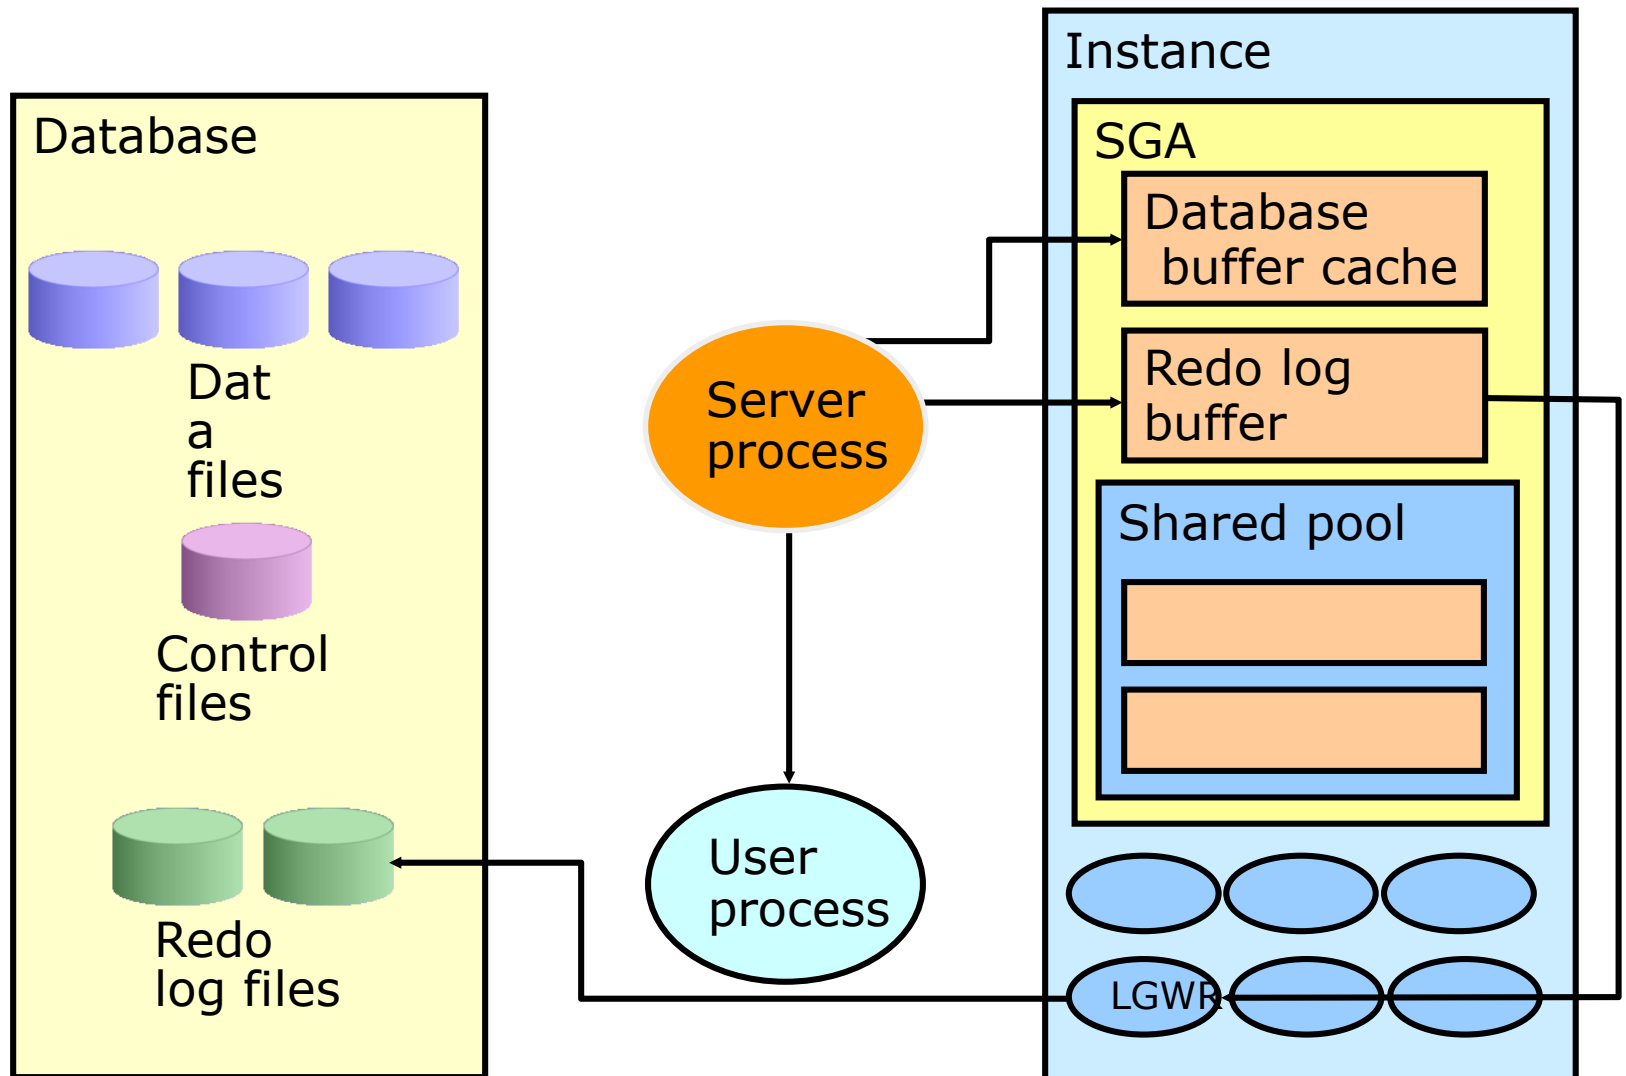 Instance
Database
SGA
Database
buffer cache
Redo log
buffer
Server
process
Dat
a
files
Shared pool
Control
files
User
process
Redo
log files
LGWR